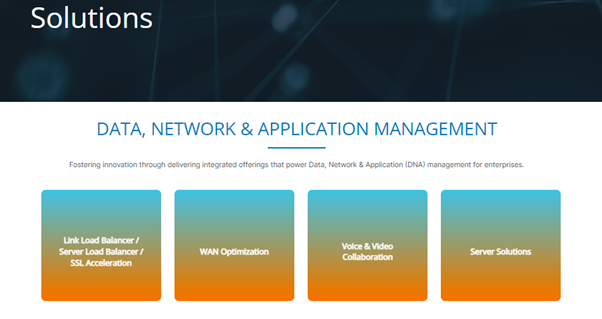 Solutions
DATA, NETWORK & APPLICATION MANAGEMENT
Fostering innovation through delivering integrated offerings that power Data, Network & Application (DNA) management for enterprises.
Link Load Balancer /
Server Load Balancer /
SSL Acceleration
WAN Optimization
Voice & Video
Collaboration
Server Solutions